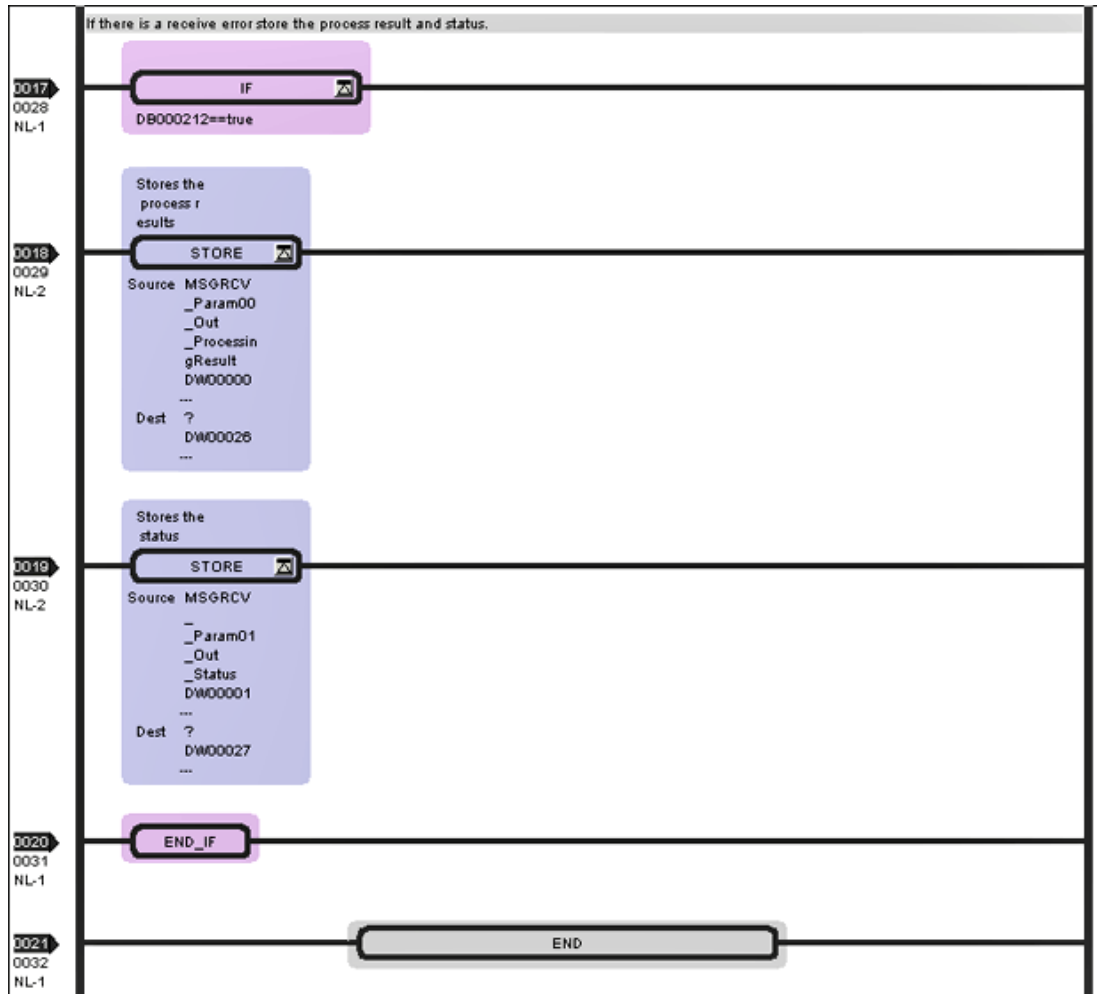 If there is a receive error store the process result and status.
0017
IF
0028
NL-1
DB000212==true
Stores the
process r
esults
0018
STORE
0029
NL-2
Source MSGRCV
_Param00
_Out
_Processin
gResult
DW00000
...
Dest ?
DW00026
...
Stores the
status
0019
STORE
0030
NL-2
Source MSGRCV
_
_Param01
_Out
_Status
DW00001
...
Dest ?
DW00027
...
0020
END_IF
0031
NL-1
0021
END
0032
NL-1